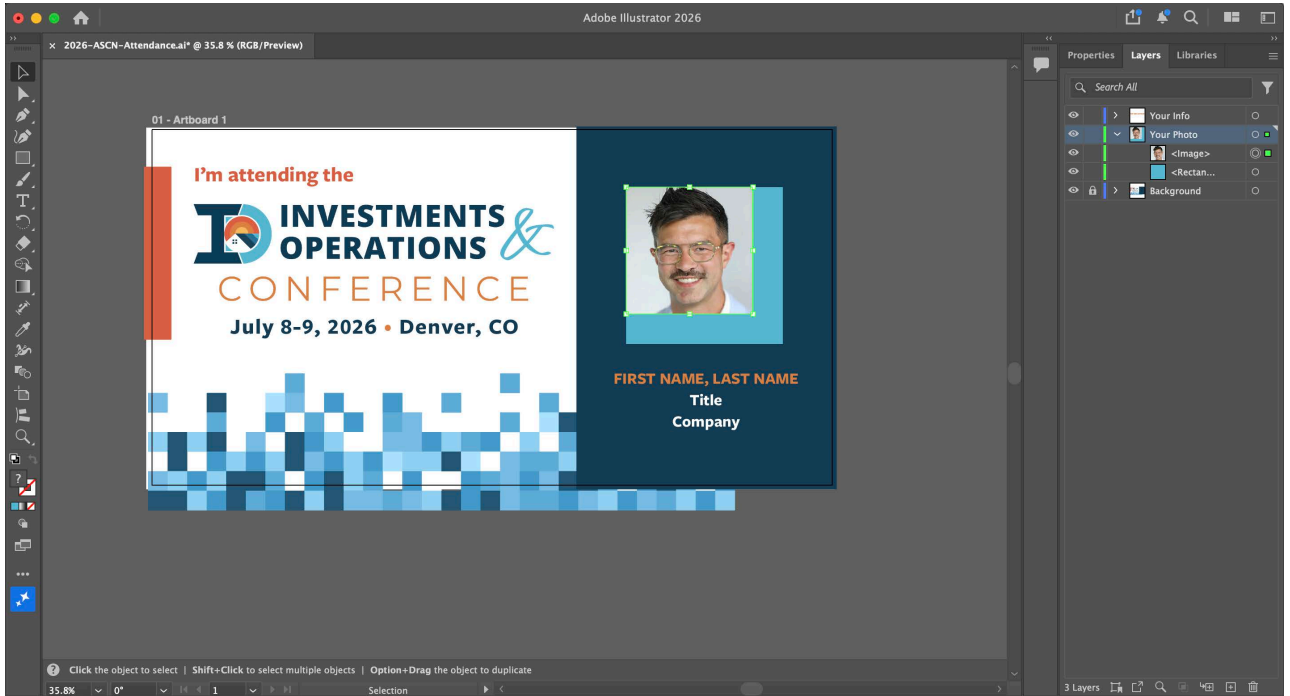 Adobe Illustrator 2026
× 2026-ASCN-Attendance.ai* @ 35.8 % (RGB/Preview)
Properties Layers Libraries
Search All
Your Info
Your Photo
<Image>
<Rectan...
Background
01 - Artboard 1
I'm attending the
INVESTMENTS &
OPERATIONS
CONFERENCE
July 8-9, 2026 • Denver, CO
FIRST NAME, LAST NAME
Title
Company
Click the object to select | Shift+Click to select multiple objects | Option+Drag the object to duplicate
35.8% 0° 1 Selection
3 Layers